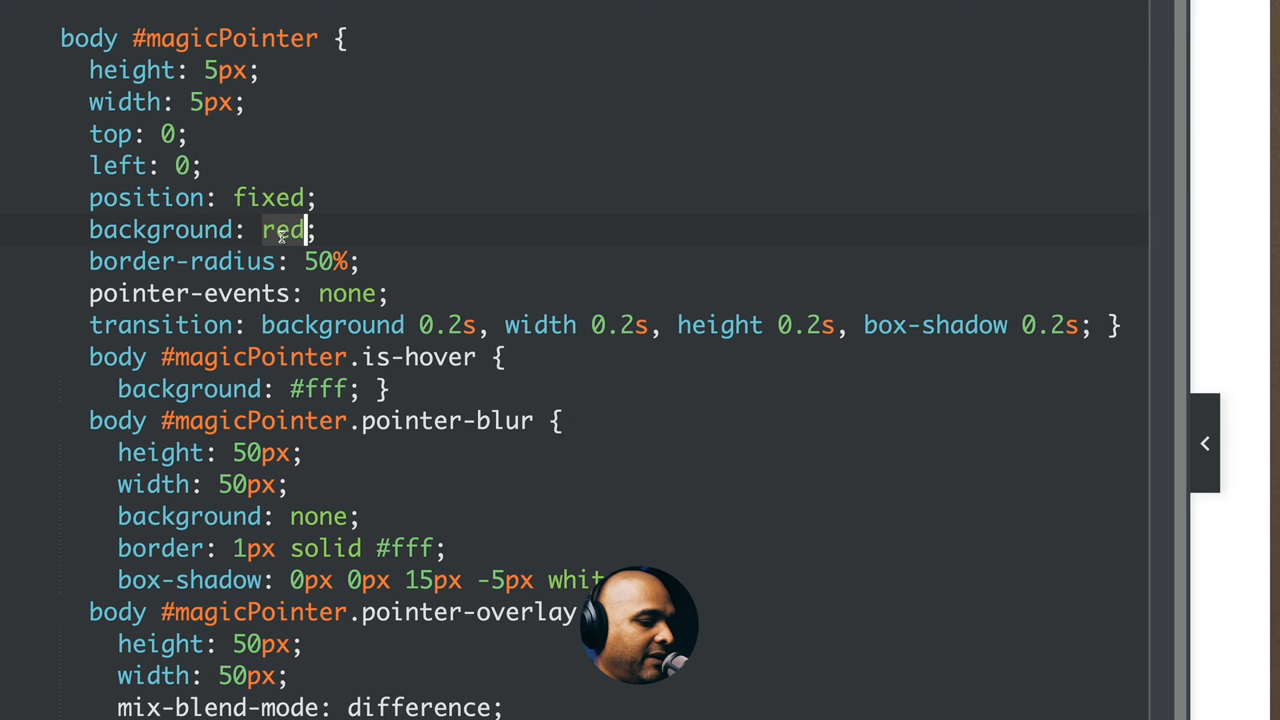 body #magicPointer {
height: 5px;
width: 5px;
top: 0;
left: 0;
position: fixed;
background: red;
border-radius: 50%;
pointer-events: none;
transition: background 0.2s, width 0.2s, height 0.2s, box-shadow 0.2s; }
body #magicPointer.is-hover {
background: #fff; }
body #magicPointer.pointer-blur {
height: 50px;
width: 50px;
background: none;
border: 1px solid #fff;
box-shadow: 0px 0px 15px -5px whit
body #magicPointer.pointer-overlay
height: 50px;
width: 50px;
mix-blend-mode: difference;